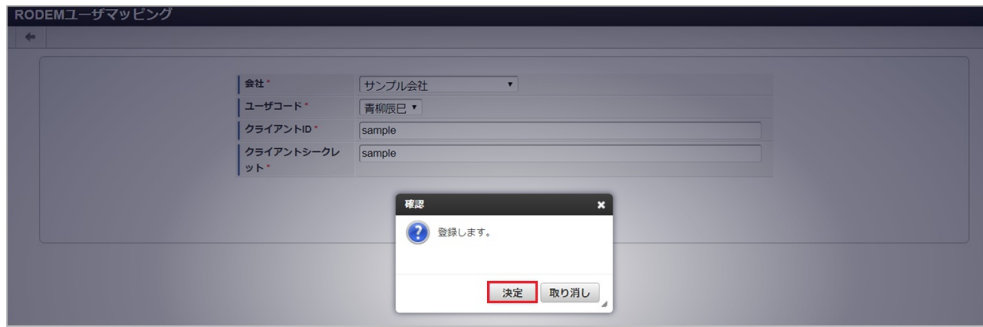 RODEMユーザマッピング
会社*
サンプル会社
ユーザコード*
青柳辰巳
クライアントID*
sample
クライアントシークレ
ット*
sample
確認
登録します。
決定 取り消し